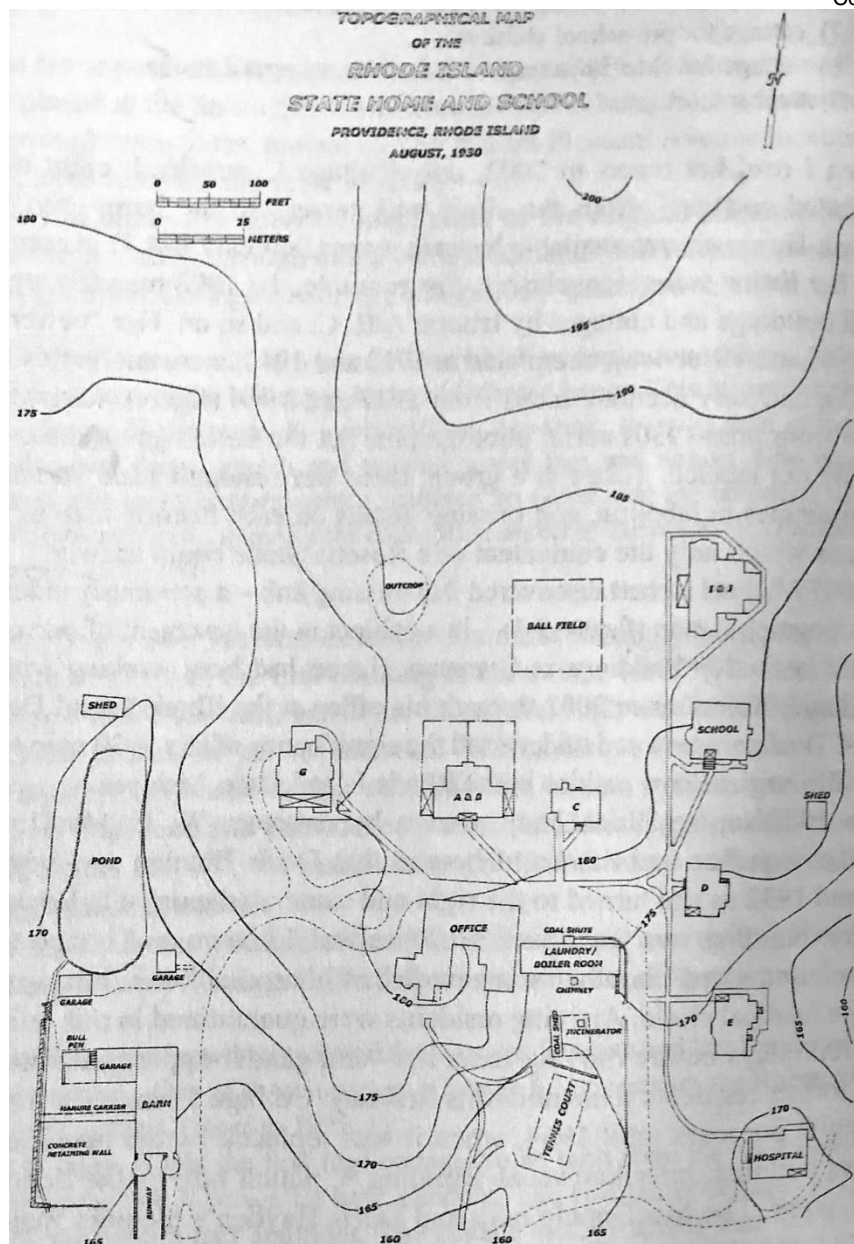 TOPOGRAPHICAL MAP
OF THE
RHODE ISLAND
STATE HOME AND SCHOOL
PROVIDENCE, RHODE ISLAND
AUGUST, 1930
N
0 50 100
FEET
25
METERS
180
200
195
190
175
185
OUTCROP
BALL FIELD
SHED
SCHOOL
G
A & B
C
SHED
POND
180
D
170
OFFICE
COAL SHUTE
175
LAUNDRY/
BOILER ROOM
CHIMNEY
GARAGE
GARAGE
180
COAL SHED
INCINERATOR
170
E
165
BULL
PEN
GARAGE
MANURE CARRIER
BARN
175
TENNIS COURT
170
CONCRETE
RETAINING WALL
170
HOSPITAL
RUNWAY
165
165
160
160
165